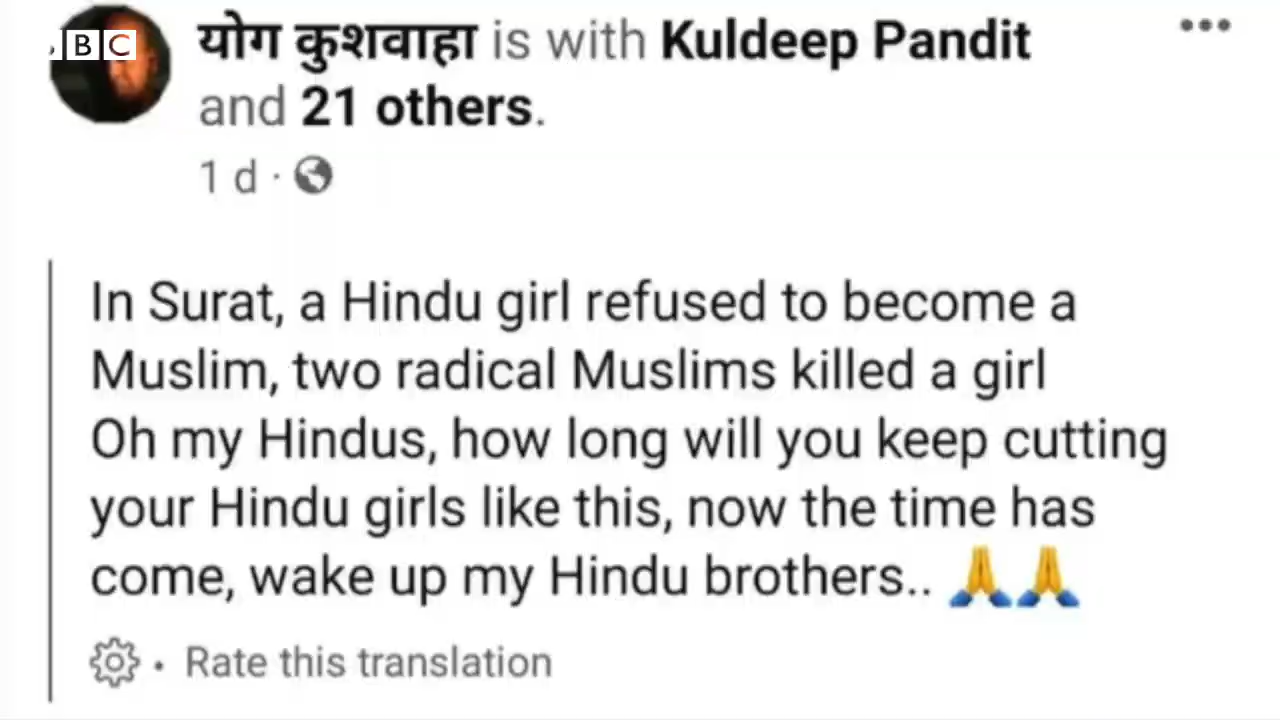 BBC
योग कुशवाहा is with Kuldeep Pandit
and 21 others.
1 d ·
In Surat, a Hindu girl refused to become a
Muslim, two radical Muslims killed a girl
Oh my Hindus, how long will you keep cutting
your Hindu girls like this, now the time has
come, wake up my Hindu brothers.. 🙏🙏
• Rate this translation